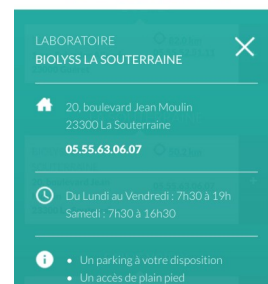 LABORATOIRE
BIOLYSS LA SOUTERRAINE
20, boulevard Jean Moulin
23300 La Souterraine
05.55.63.06.07
Du Lundi au Vendredi : 7h30 à 19h
Samedi : 7h30 à 16h30
• Un parking à votre disposition
• Un accès de plain pied